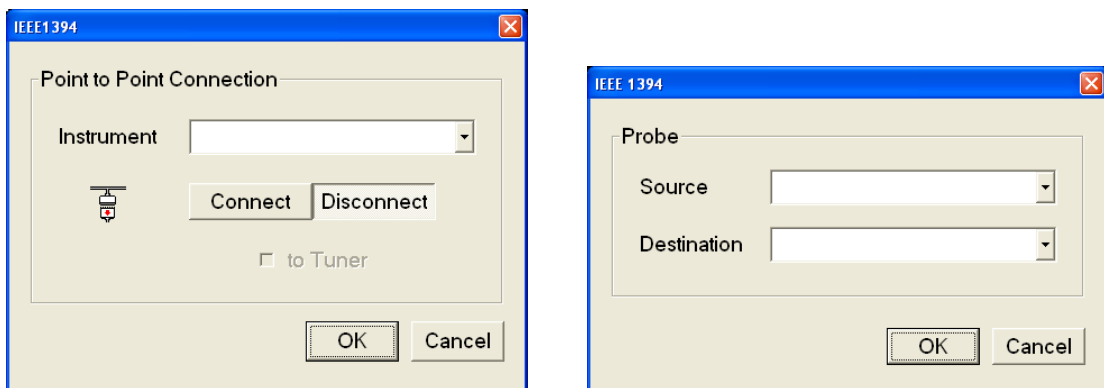 IEEE1394
Point to Point Connection
Instrument
Connect Disconnect
to Tuner
OK Cancel
IEEE 1394
Probe
Source
Destination
OK Cancel